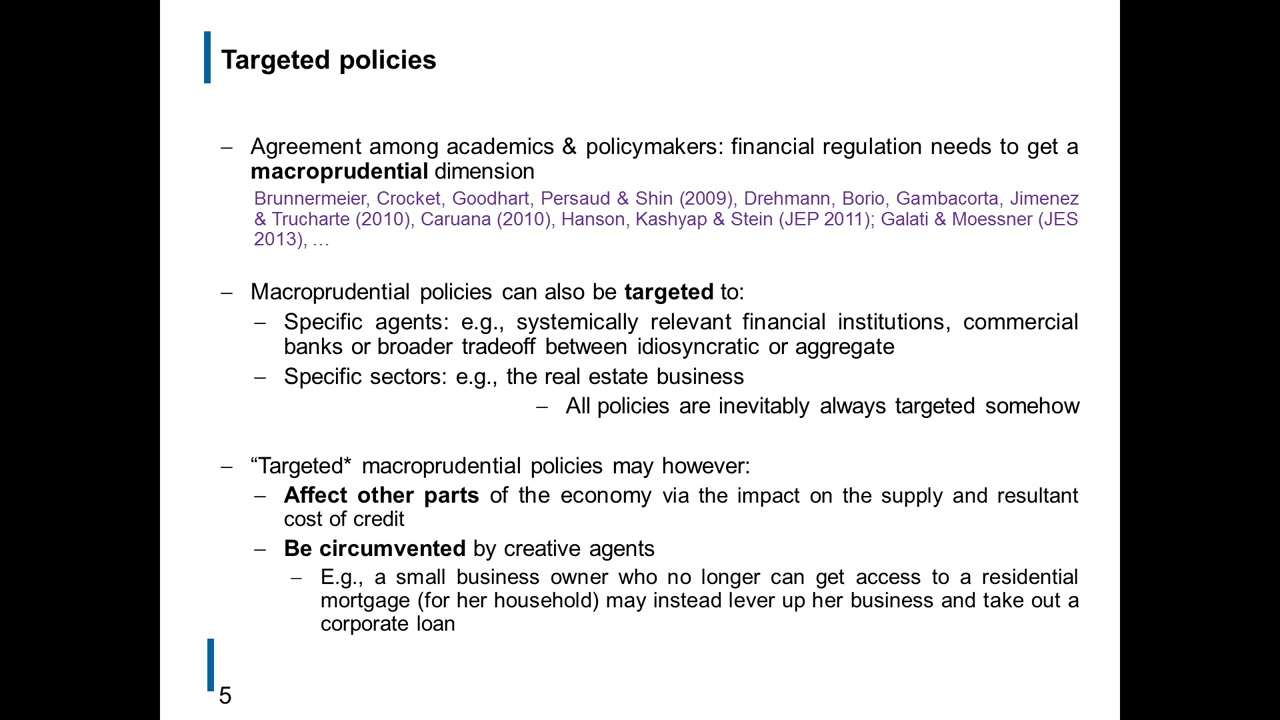 Targeted policies
– Agreement among academics & policymakers: financial regulation needs to get a
macroprudential dimension
Brunnermeier, Crocket, Goodhart, Persaud & Shin (2009), Drehmann, Borio, Gambacorta, Jimenez
& Trucharte (2010), Caruana (2010), Hanson, Kashyap & Stein (JEP 2011); Galati & Moessner (JES
2013), …
– Macroprudential policies can also be targeted to:
– Specific agents: e.g., systemically relevant financial institutions, commercial
banks or broader tradeoff between idiosyncratic or aggregate
– Specific sectors: e.g., the real estate business
– All policies are inevitably always targeted somehow
– “Targeted* macroprudential policies may however:
– Affect other parts of the economy via the impact on the supply and resultant
cost of credit
– Be circumvented by creative agents
– E.g., a small business owner who no longer can get access to a residential
mortgage (for her household) may instead lever up her business and take out a
corporate loan
5